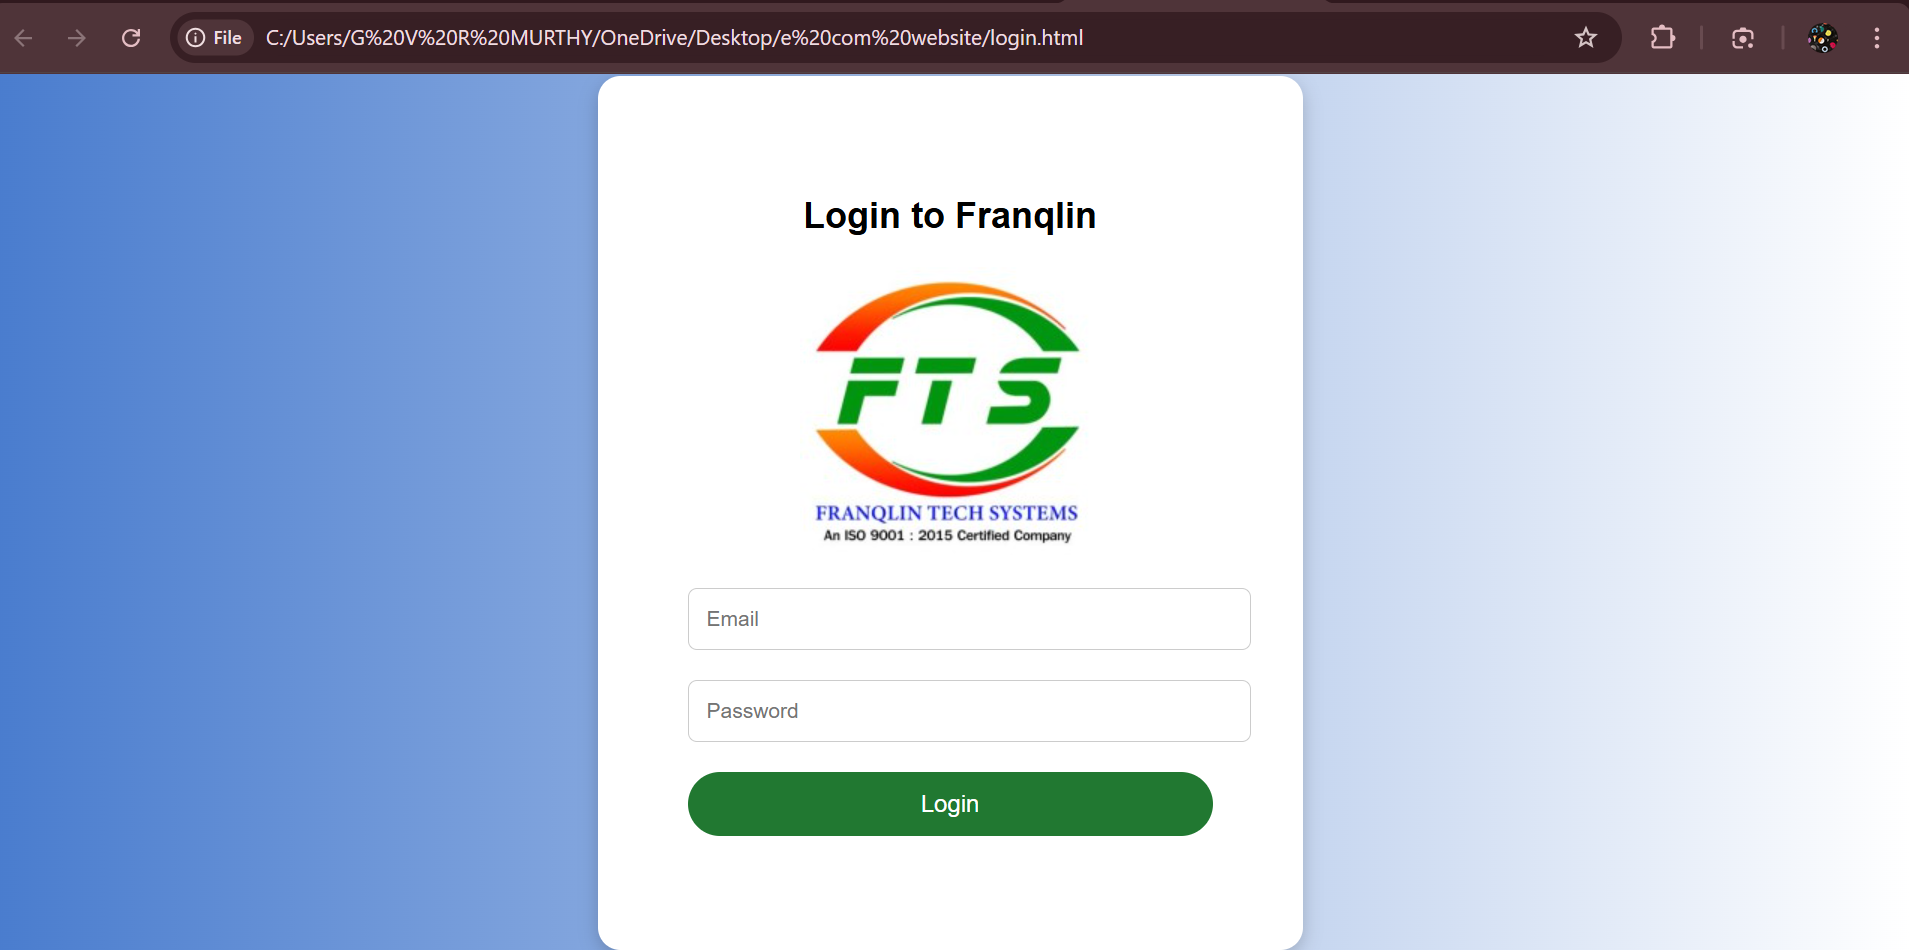 File C:/Users/G%20V%20R%20MURTHY/OneDrive/Desktop/e%20com%20website/login.html
Login to Franqlin
FTS
FRANQLIN TECH SYSTEMS
An ISO 9001 : 2015 Certified Company
Email
Password
Login